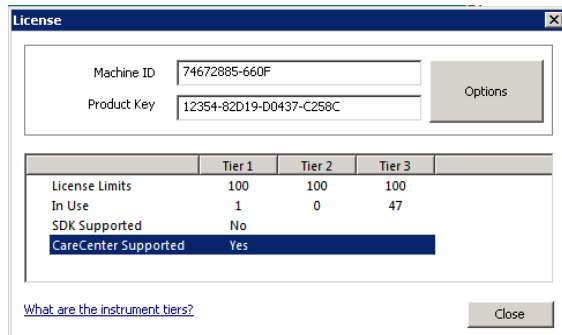 License
Machine ID 74672885-660F
Product Key 12354-82D19-D0437-C258C
Options
Tier 1 Tier 2 Tier 3
License Limits 100 100 100
In Use 1 0 47
SDK Supported No
CareCenter Supported Yes
What are the instrument tiers?
Close